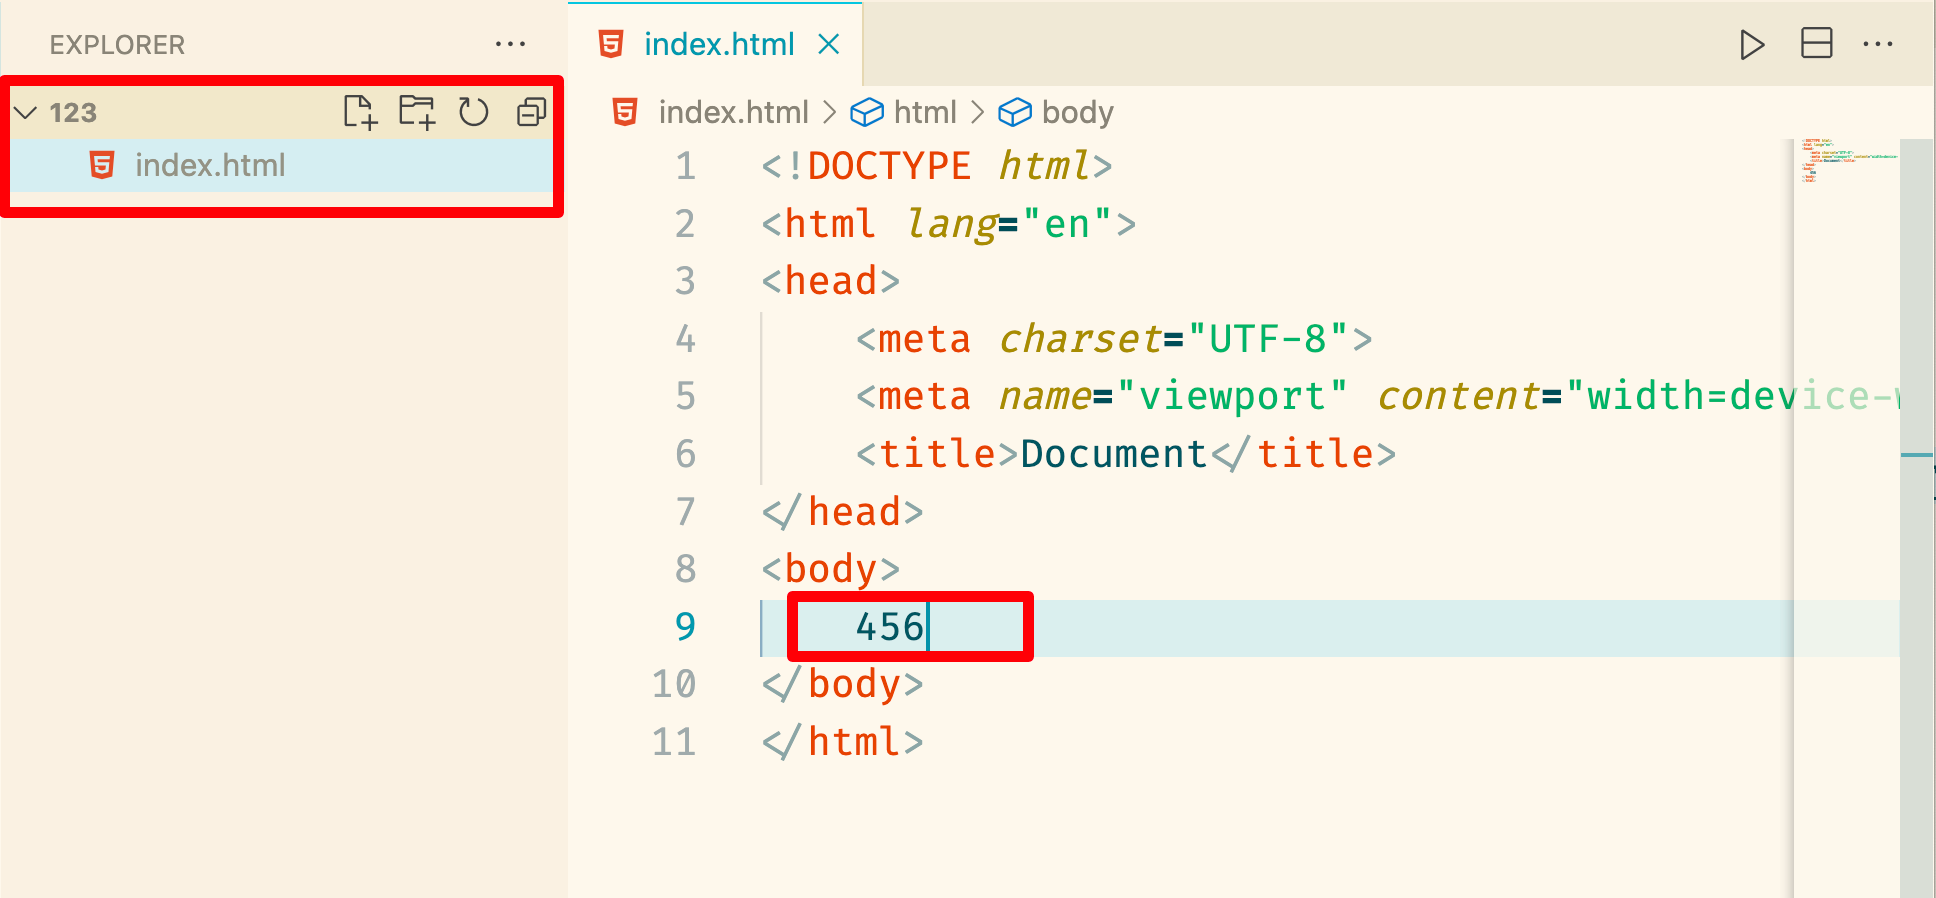 EXPLORER
123
index.html
index.html
index.html > html > body
1 <!DOCTYPE html>
2 <html lang="en">
3 <head>
4 <meta charset="UTF-8">
5 <meta name="viewport" content="width=device-
6 <title>Document</title>
7 </head>
8 <body>
9 456
10 </body>
11 </html>